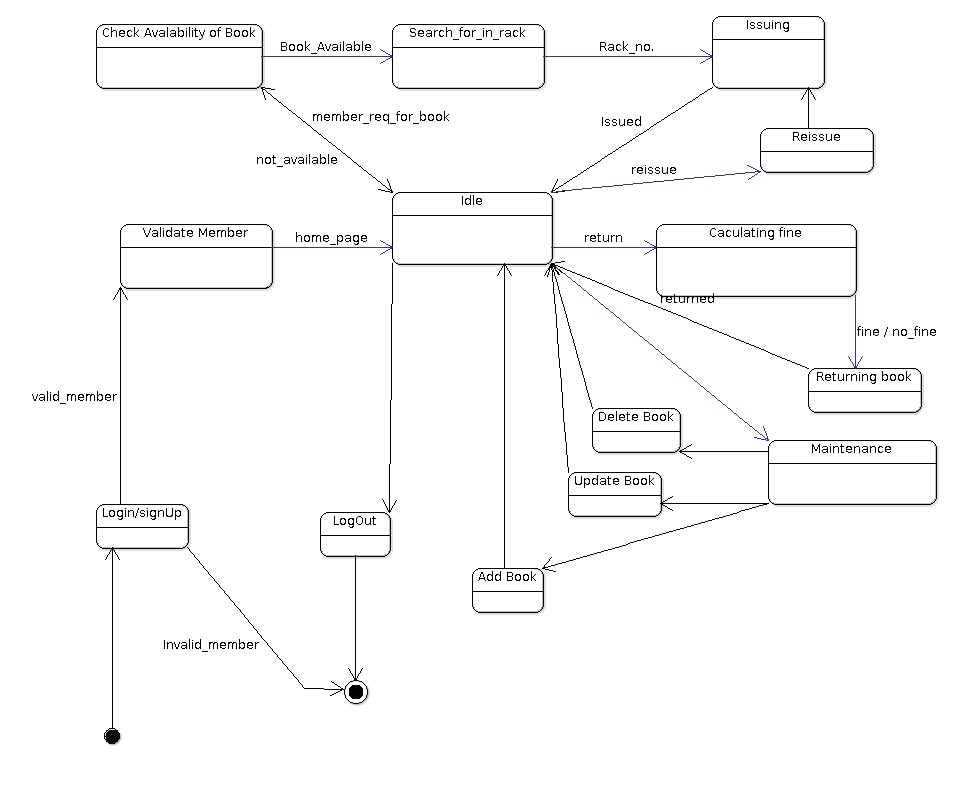 Check Avalability of Book
Book_Available
Search_for_in_rack
Rack_no.
Issuing
member_req_for_book
Issued
not_available
Reissue
reissue
Idle
Validate Member
home_page
return
Caculating fine
returned
fine / no_fine
Returning book
valid_member
Delete Book
Maintenance
Update Book
Login/signUp
LogOut
Add Book
Invalid_member